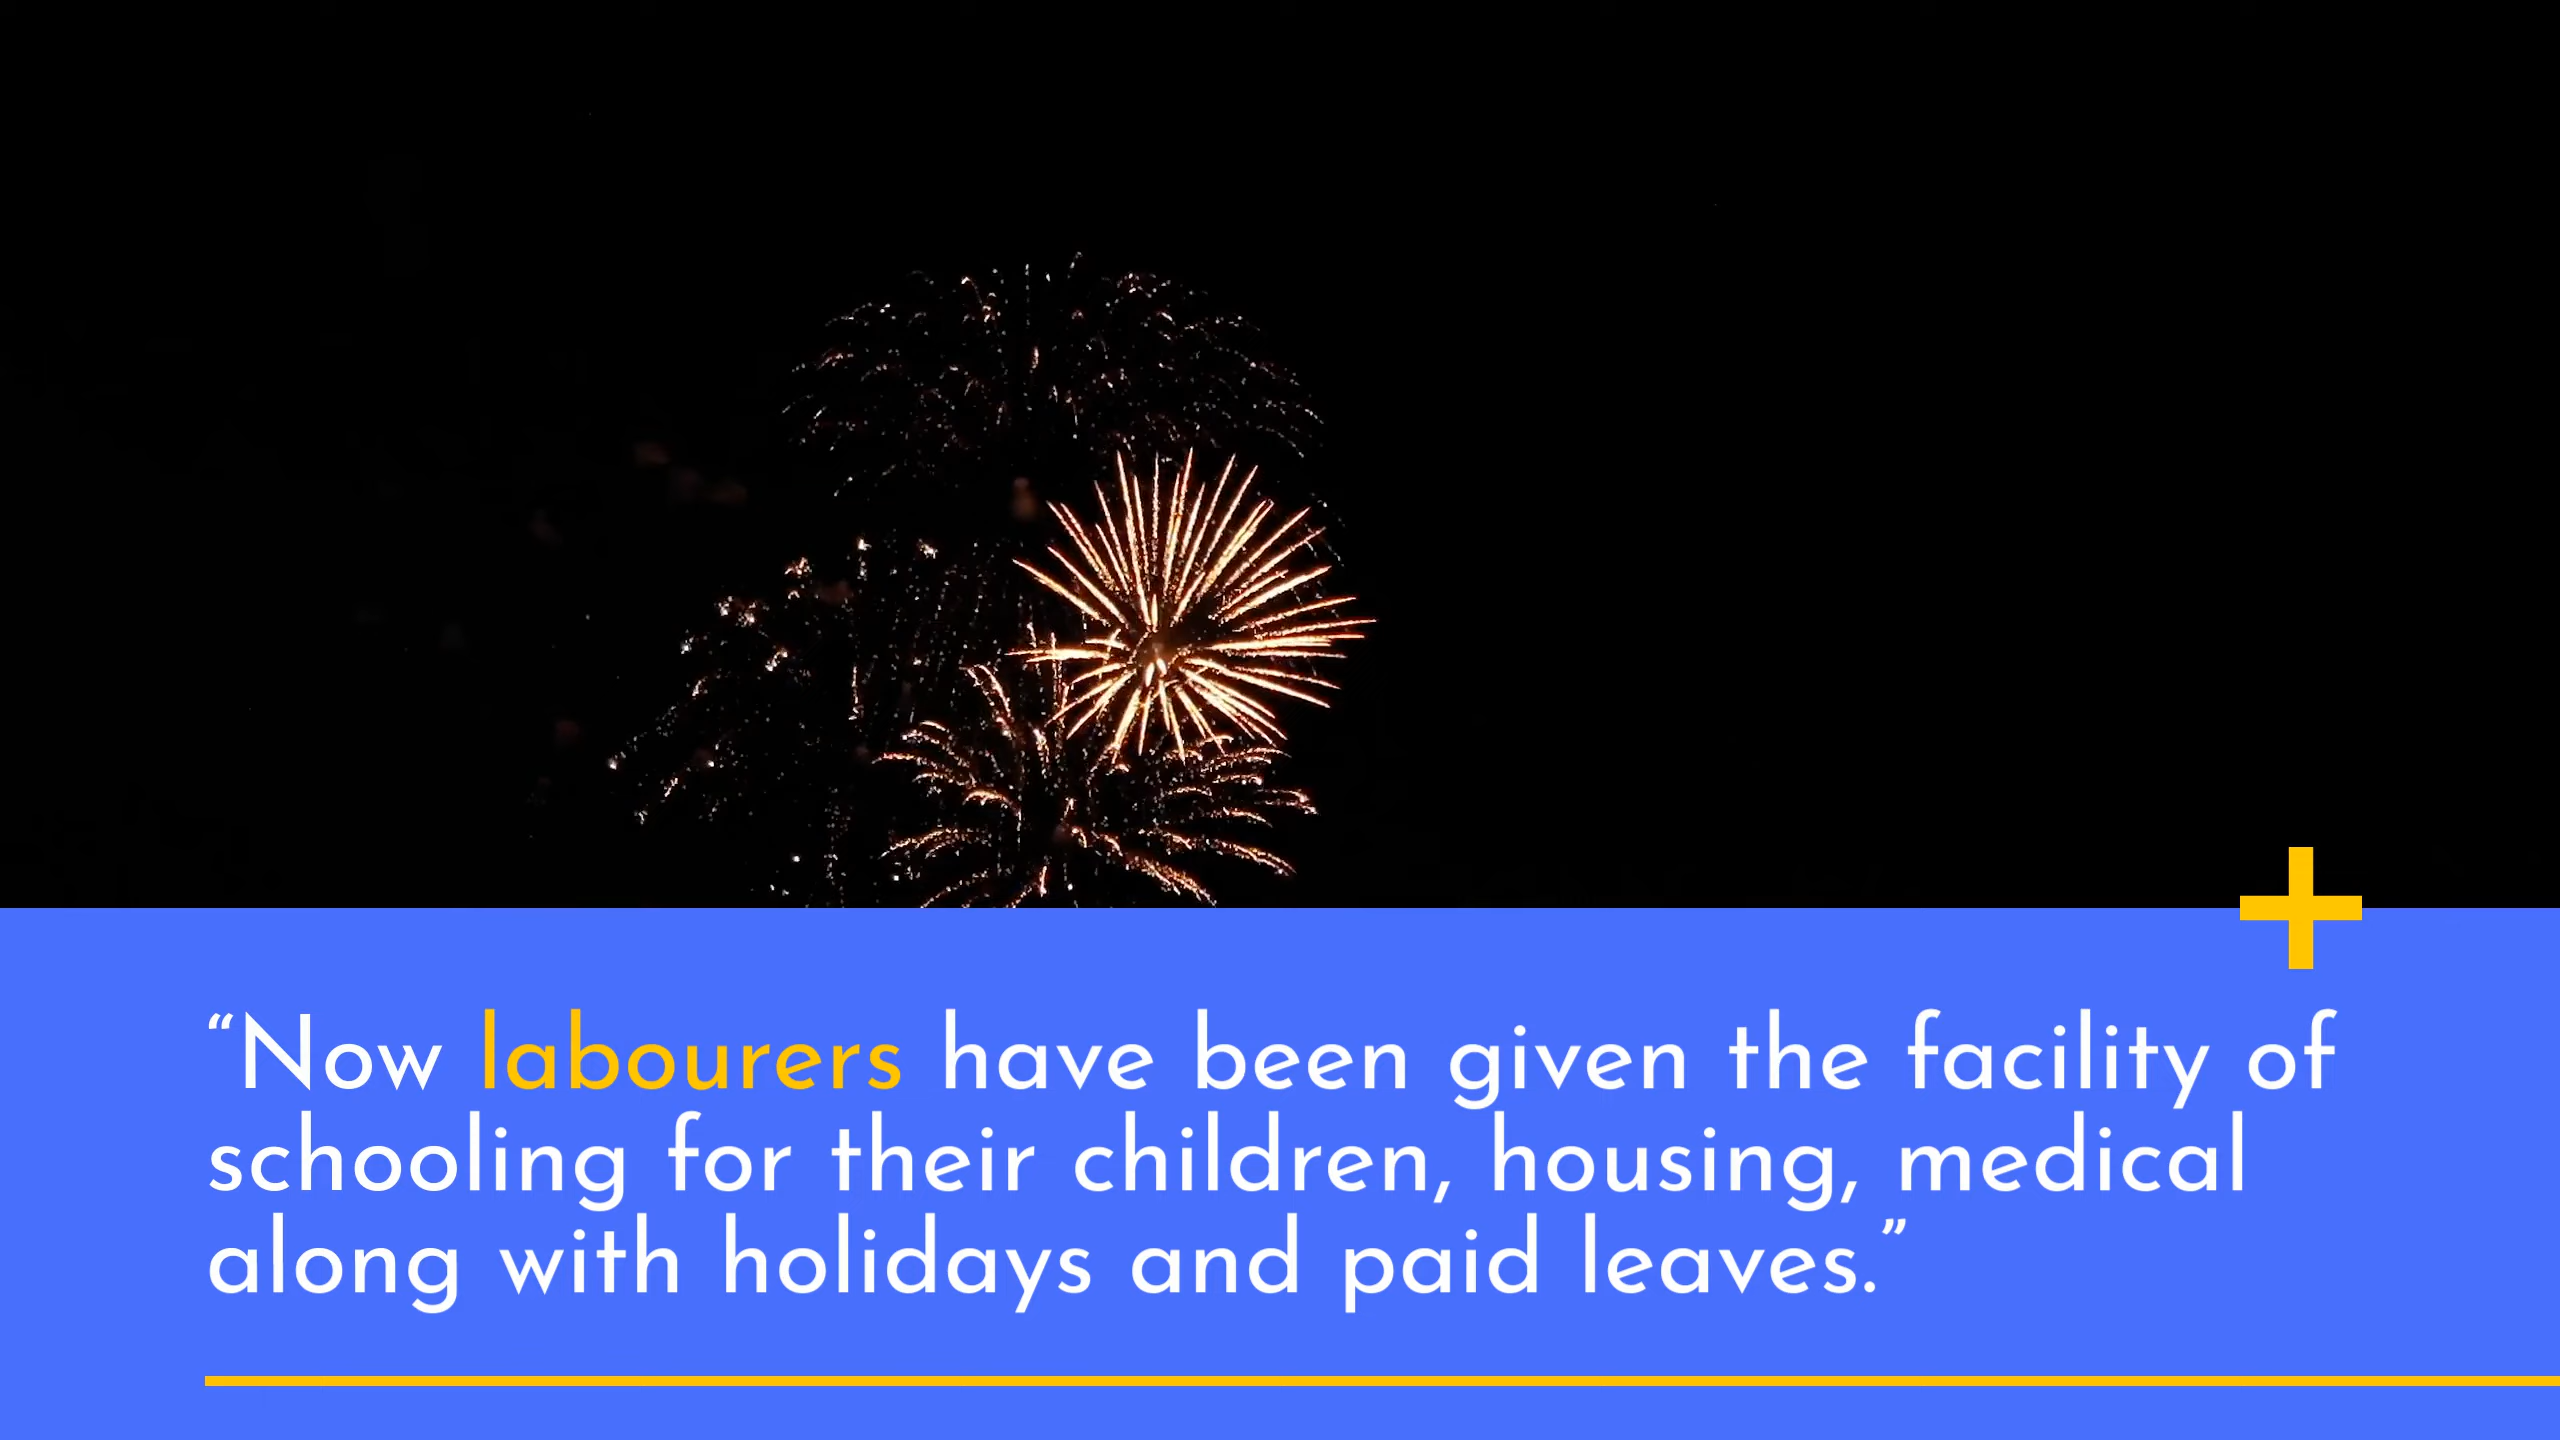 “Now labourers have been given the facility of
schooling for their children, housing, medical
along with holidays and paid leaves.”